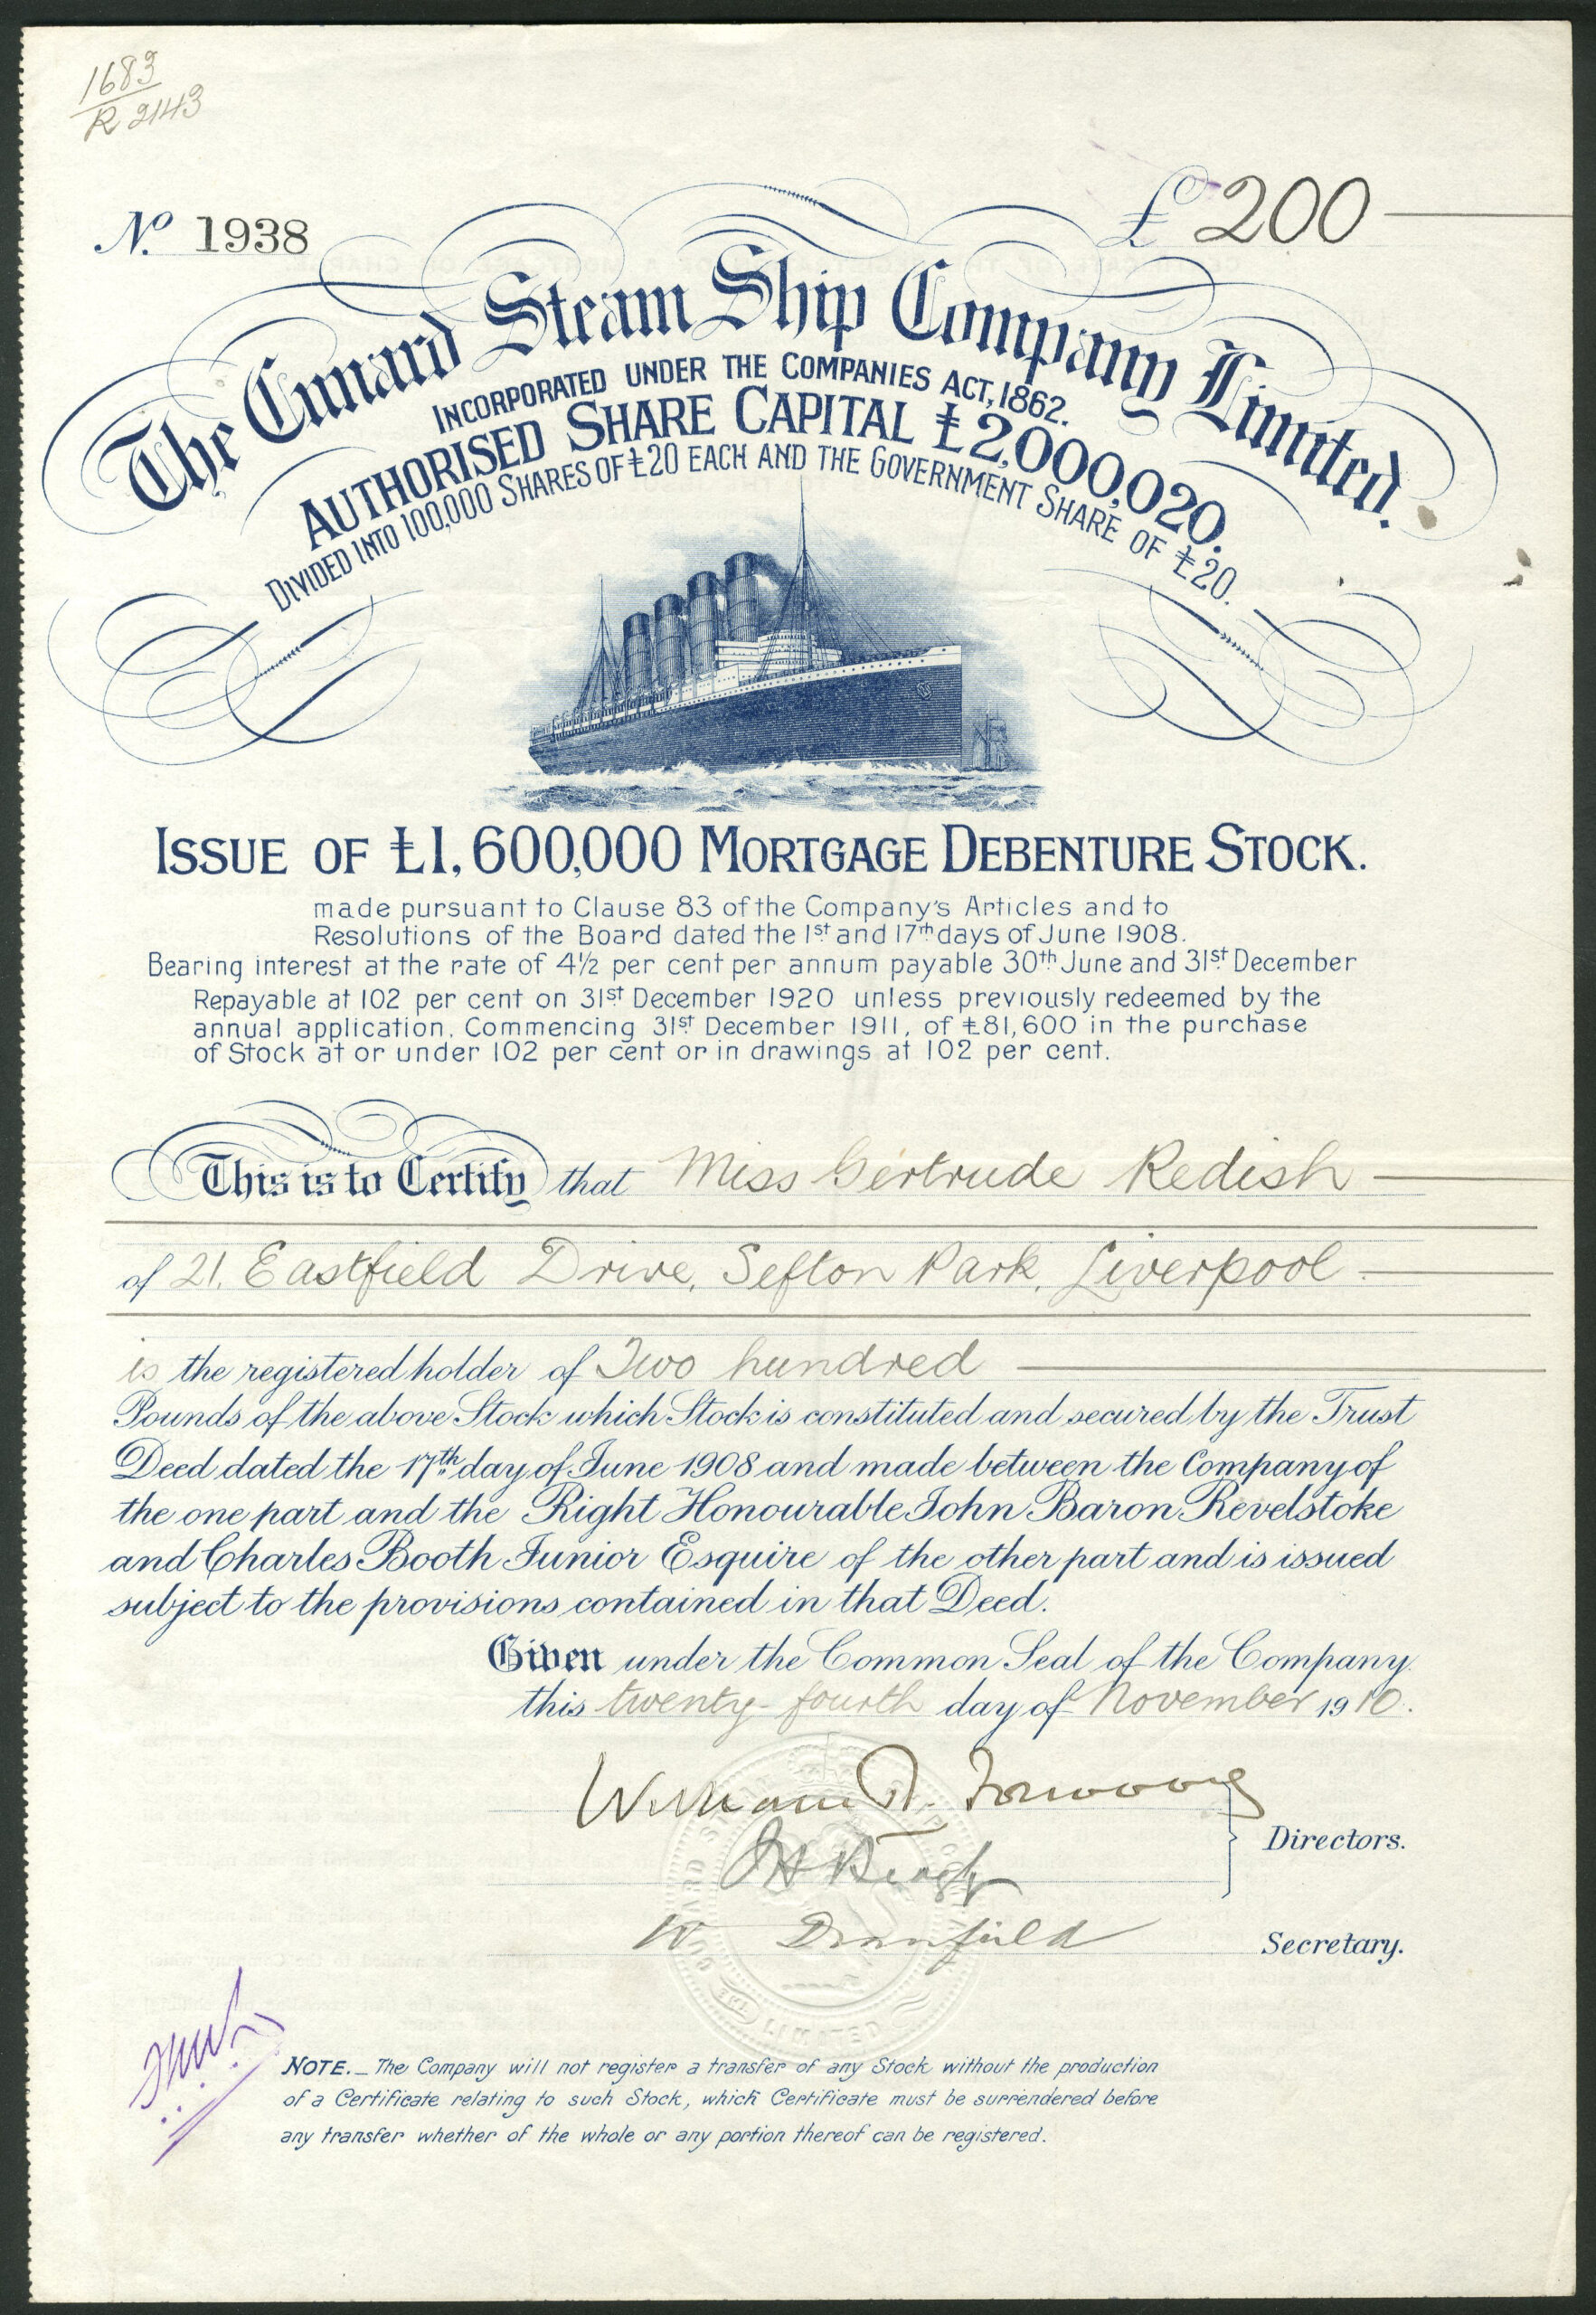 1683
R 2143
No. 1938
£ 200
The Cunard Steam Ship Company Limited.
INCORPORATED UNDER THE COMPANIES ACT, 1862.
AUTHORISED SHARE CAPITAL £2,000,020.
DIVIDED INTO 100,000 SHARES OF £20 EACH AND THE GOVERNMENT SHARE OF £20.
ISSUE OF £1,600,000 MORTGAGE DEBENTURE STOCK.
made pursuant to Clause 83 of the Company's Articles and to
Resolutions of the Board dated the 1st and 17th days of June 1908.
Bearing interest at the rate of 4½ per cent per annum payable 30th June and 31st December
Repayable at 102 per cent on 31st December 1920 unless previously redeemed by the
annual application. Commencing 31st December 1911, of £81,600 in the purchase
of Stock at or under 102 per cent or in drawings at 102 per cent.
This is to Certify that Miss Gertrude Redish
of 21. Eastfield Drive, Sefton Park, Liverpool.
is the registered holder of Two hundred
Pounds of the above Stock which Stock is constituted and secured by the Trust
Deed dated the 17th day of June 1908 and made between the Company of
the one part and the Right Honourable John Baron Revelstoke
and Charles Booth Junior Esquire of the other part and is issued
subject to the provisions contained in that Deed.
Given under the Common Seal of the Company
this twenty-fourth day of November 1910.
William B. Forwood
Directors.
W Dranfield
Secretary.
THE
LIMITED
NOTE._ The Company will not register a transfer of any Stock without the production
of a Certificate relating to such Stock, which Certificate must be surrendered before
any transfer whether of the whole or any portion thereof can be registered.